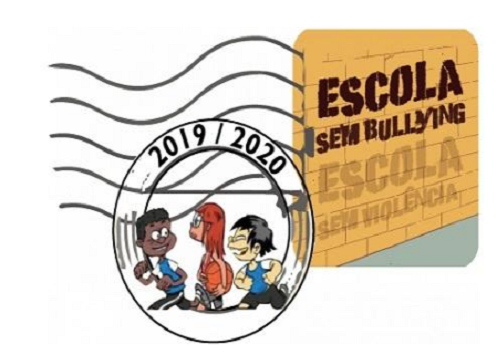 ESCOLA
SEM BULLYING
ESCOLA
SEM VIOLÊNCIA
2019 | 2020